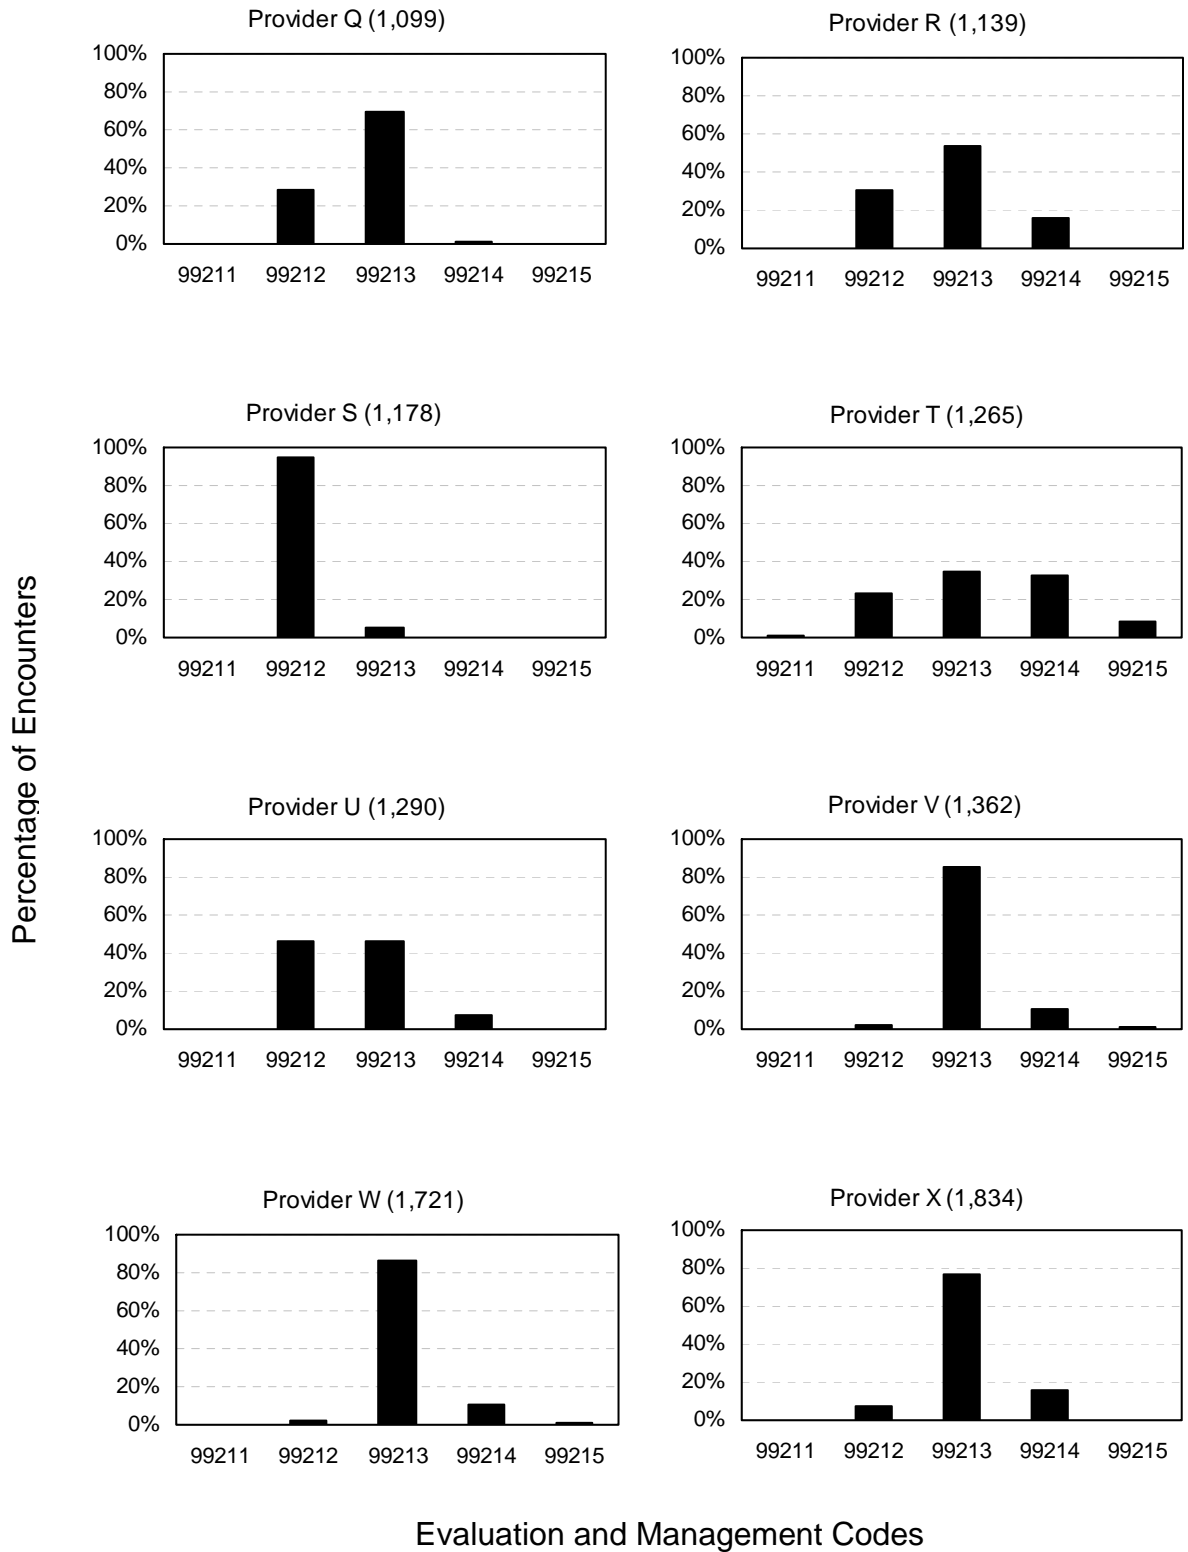 Provider Q (1,099)
100%
80%
60%
40%
20%
0%
99211 99212 99213 99214 99215
Provider R (1,139)
100%
80%
60%
40%
20%
0%
99211 99212 99213 99214 99215
Provider S (1,178)
100%
80%
60%
40%
20%
0%
99211 99212 99213 99214 99215
Provider T (1,265)
100%
80%
60%
40%
20%
0%
99211 99212 99213 99214 99215
Percentage of Encounters
Provider U (1,290)
100%
80%
60%
40%
20%
0%
99211 99212 99213 99214 99215
Provider V (1,362)
100%
80%
60%
40%
20%
0%
99211 99212 99213 99214 99215
Provider W (1,721)
100%
80%
60%
40%
20%
0%
99211 99212 99213 99214 99215
Provider X (1,834)
100%
80%
60%
40%
20%
0%
99211 99212 99213 99214 99215
Evaluation and Management Codes